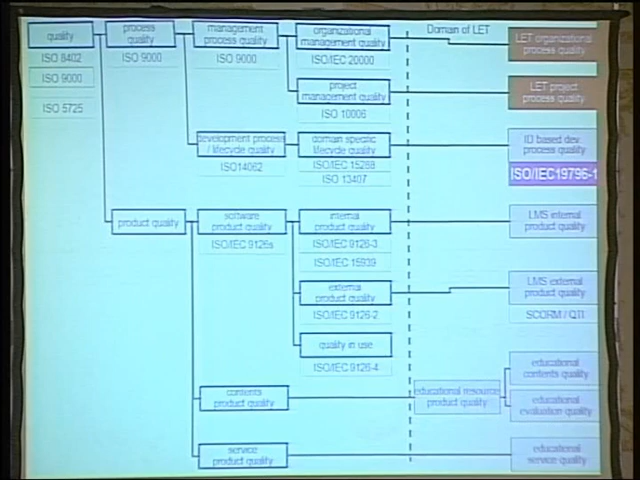 quality
ISO 8402
ISO 9000
ISO 5725
process
quality
ISO 9000
management
process quality
ISO 9000
organizational
management quality
ISO/IEC 20000
project
management quality
ISO 10006
development process
/ lifecycle quality
ISO14062
domain specific
lifecycle quality
ISO/IEC 15288
ISO 13407
product quality
software
product quality
ISO/IEC 9126s
internal
product quality
ISO/IEC 9126-3
ISO/IEC 15939
external
product quality
ISO/IEC 9126-2
quality in use
ISO/IEC 9126-4
contents
product quality
service
product quality
Domain of LET
LET organizational
process quality
LET project
process quality
ID based dev.
process quality
ISO/IEC19796-1
LMS internal
product quality
LMS external
product quality
SCORM / QTI
educational resource
product quality
educational
contents quality
educational
evaluation quality
educational
service quality